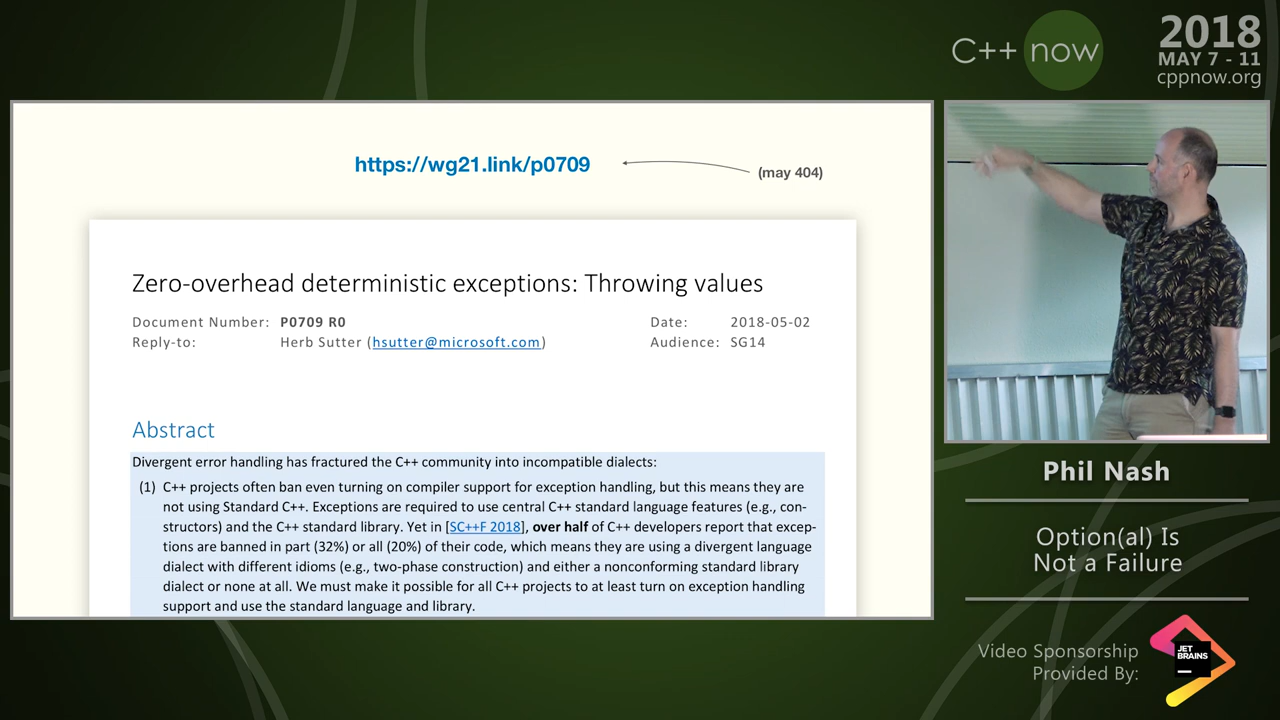 C++ now
2018
MAY 7 - 11
cppnow.org
https://wg21.link/p0709
(may 404)
Zero-overhead deterministic exceptions: Throwing values
Document Number: P0709 R0 Date: 2018-05-02
Reply-to: Herb Sutter (hsutter@microsoft.com) Audience: SG14
Abstract
Divergent error handling has fractured the C++ community into incompatible dialects:
(1) C++ projects often ban even turning on compiler support for exception handling, but this means they are
not using Standard C++. Exceptions are required to use central C++ standard language features (e.g., con-
structors) and the C++ standard library. Yet in [SC++F 2018], over half of C++ developers report that excep-
tions are banned in part (32%) or all (20%) of their code, which means they are using a divergent language
dialect with different idioms (e.g., two-phase construction) and either a nonconforming standard library
dialect or none at all. We must make it possible for all C++ projects to at least turn on exception handling
support and use the standard language and library.
Phil Nash
Option(al) Is
Not a Failure
Video Sponsorship
Provided By:
JET
BRAINS